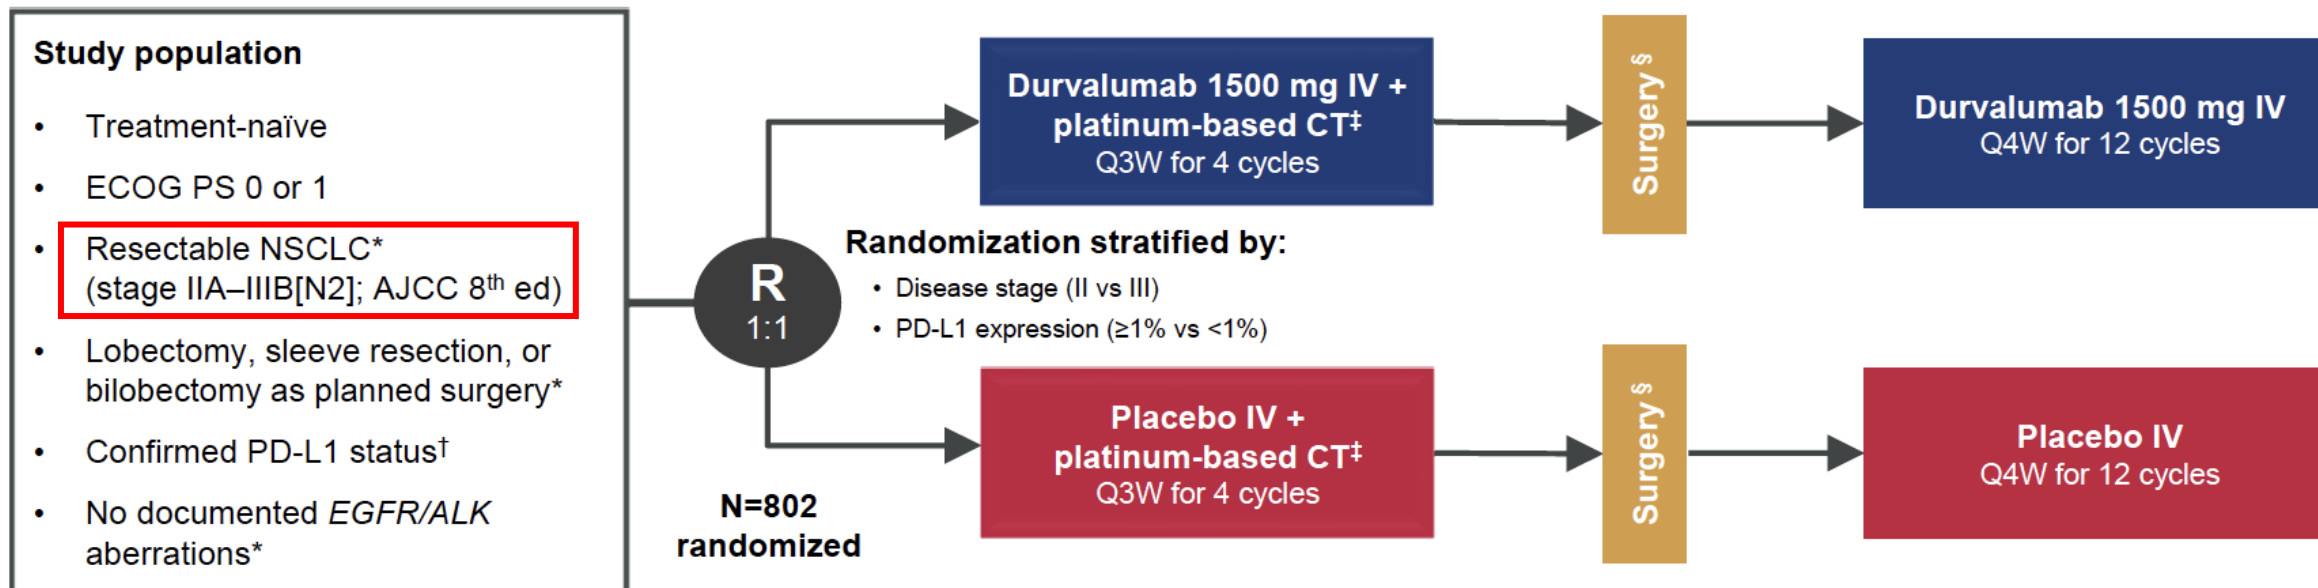 Study population
• Treatment-naïve
• ECOG PS 0 or 1
• Resectable NSCLC*
(stage IIA–IIIB[N2]; AJCC 8th ed)
• Lobectomy, sleeve resection, or
bilobectomy as planned surgery*
• Confirmed PD-L1 status†
• No documented EGFR/ALK
aberrations*
R
1:1
N=802
randomized
Durvalumab 1500 mg IV +
platinum-based CT‡
Q3W for 4 cycles
Surgery§
Durvalumab 1500 mg IV
Q4W for 12 cycles
Randomization stratified by:
• Disease stage (II vs III)
• PD-L1 expression (≥1% vs <1%)
Placebo IV +
platinum-based CT‡
Q3W for 4 cycles
Surgery§
Placebo IV
Q4W for 12 cycles